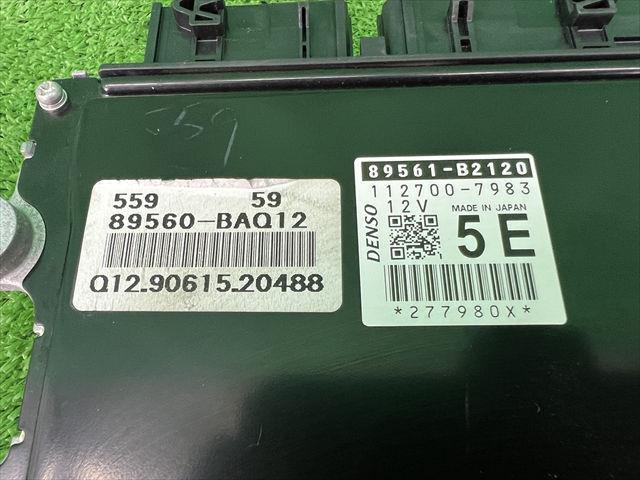 559
559 59
89560-BAQ12
Q12-90615-20488
89561-B2120
112700-7983
DENSO
12V
MADE IN JAPAN
5E
*277980X*